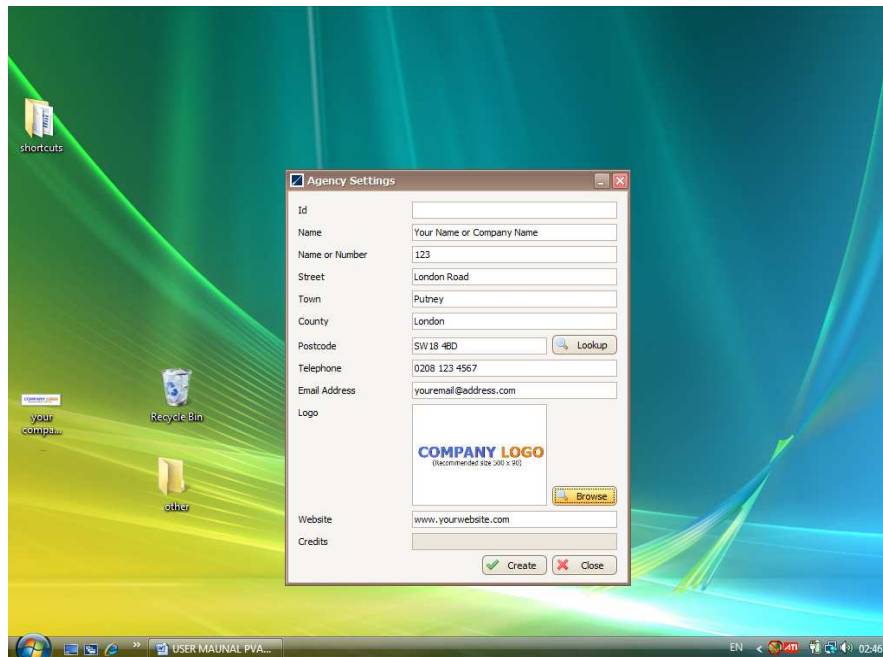 shortcuts
Agency Settings
Id
Name Your Name or Company Name
Name or Number 123
Street London Road
Town Putney
County London
Postcode SW18 4BD Lookup
Telephone 0208 123 4567
Email Address youremail@address.com
Logo
COMPANY LOGO
(Recommended size 500 x 90)
Browse
Website www.yourwebsite.com
Credits
Create Close
your
compa...
Recycle Bin
other
USER MAUNAL PVA...
EN
ATI
02:46